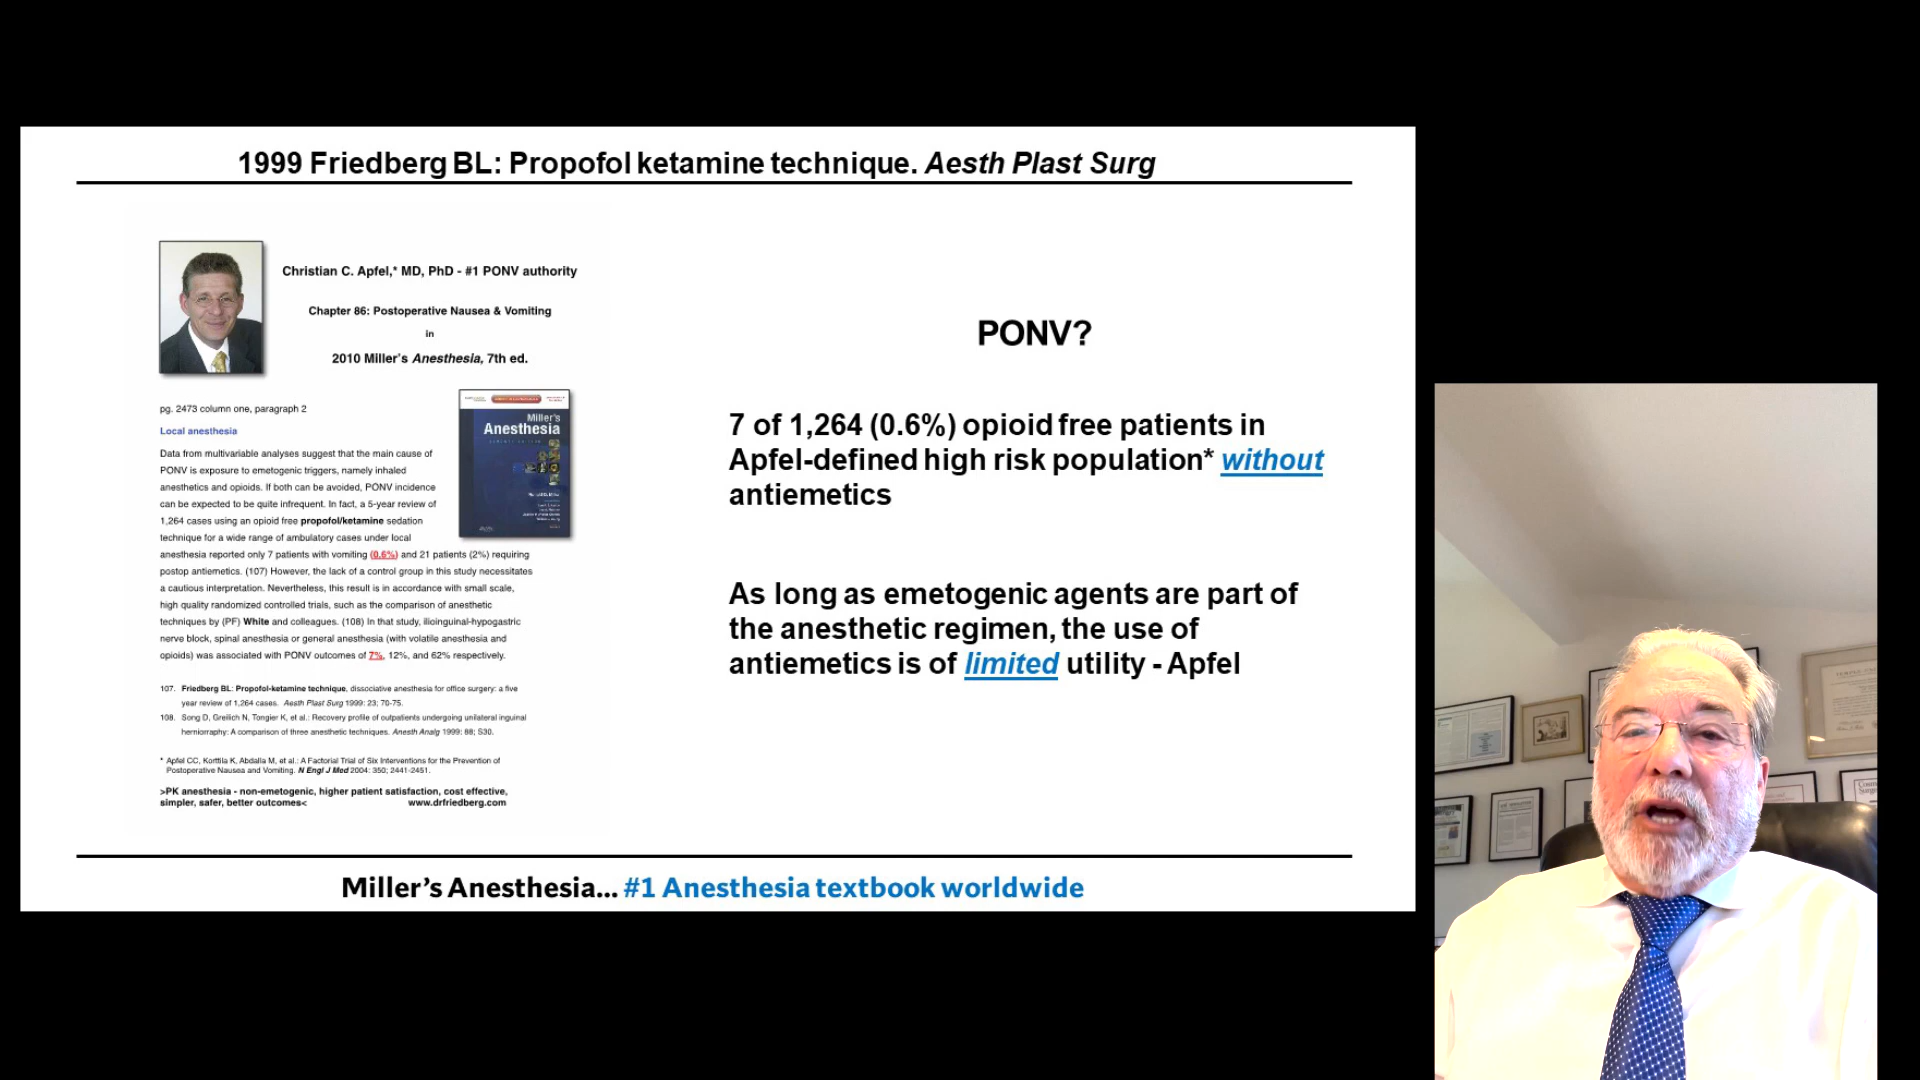 1999 Friedberg BL: Propofol ketamine technique. Aesth Plast Surg
Christian C. Apfel,* MD, PhD - #1 PONV authority
Chapter 86: Postoperative Nausea & Vomiting
in
2010 Miller's Anesthesia, 7th ed.
pg. 2473 column one, paragraph 2
Local anesthesia
Data from multivariable analyses suggest that the main cause of
PONV is exposure to emetogenic triggers, namely inhaled
anesthetics and opioids. If both can be avoided, PONV incidence
can be expected to be quite infrequent. In fact, a 5-year review of
1,264 cases using an opioid free propofol/ketamine sedation
technique for a wide range of ambulatory cases under local
anesthesia reported only 7 patients with vomiting (0.6%) and 21 patients (2%) requiring
postop antiemetics. (107) However, the lack of a control group in this study necessitates
a cautious interpretation. Nevertheless, this result is in accordance with small scale,
high quality randomized controlled trials, such as the comparison of anesthetic
techniques by (PF) White and colleagues. (108) In that study, ilioinguinal-hypogastric
nerve block, spinal anesthesia or general anesthesia (with volatile anesthesia and
opioids) was associated with PONV outcomes of 7%, 12%, and 62% respectively.
Miller's
Anesthesia
107. Friedberg BL: Propofol-ketamine technique, dissociative anesthesia for office surgery: a five
year review of 1,264 cases. Aesth Plast Surg 1999: 23; 70-75.
108. Song D, Greilich N, Tongier K, et al.: Recovery profile of outpatients undergoing unilateral inguinal
herniorraphy: A comparison of three anesthetic techniques. Anesth Analg 1999: 88; S30.
* Apfel CC, Korttila K, Abdalla M, et al.: A Factorial Trial of Six Interventions for the Prevention of
Postoperative Nausea and Vomiting. N Engl J Med 2004: 350; 2441-2451.
>PK anesthesia - non-emetogenic, higher patient satisfaction, cost effective,
simpler, safer, better outcomes< www.drfriedberg.com
PONV?
7 of 1,264 (0.6%) opioid free patients in
Apfel-defined high risk population* without
antiemetics
As long as emetogenic agents are part of
the anesthetic regimen, the use of
antiemetics is of limited utility - Apfel
Miller's Anesthesia... #1 Anesthesia textbook worldwide